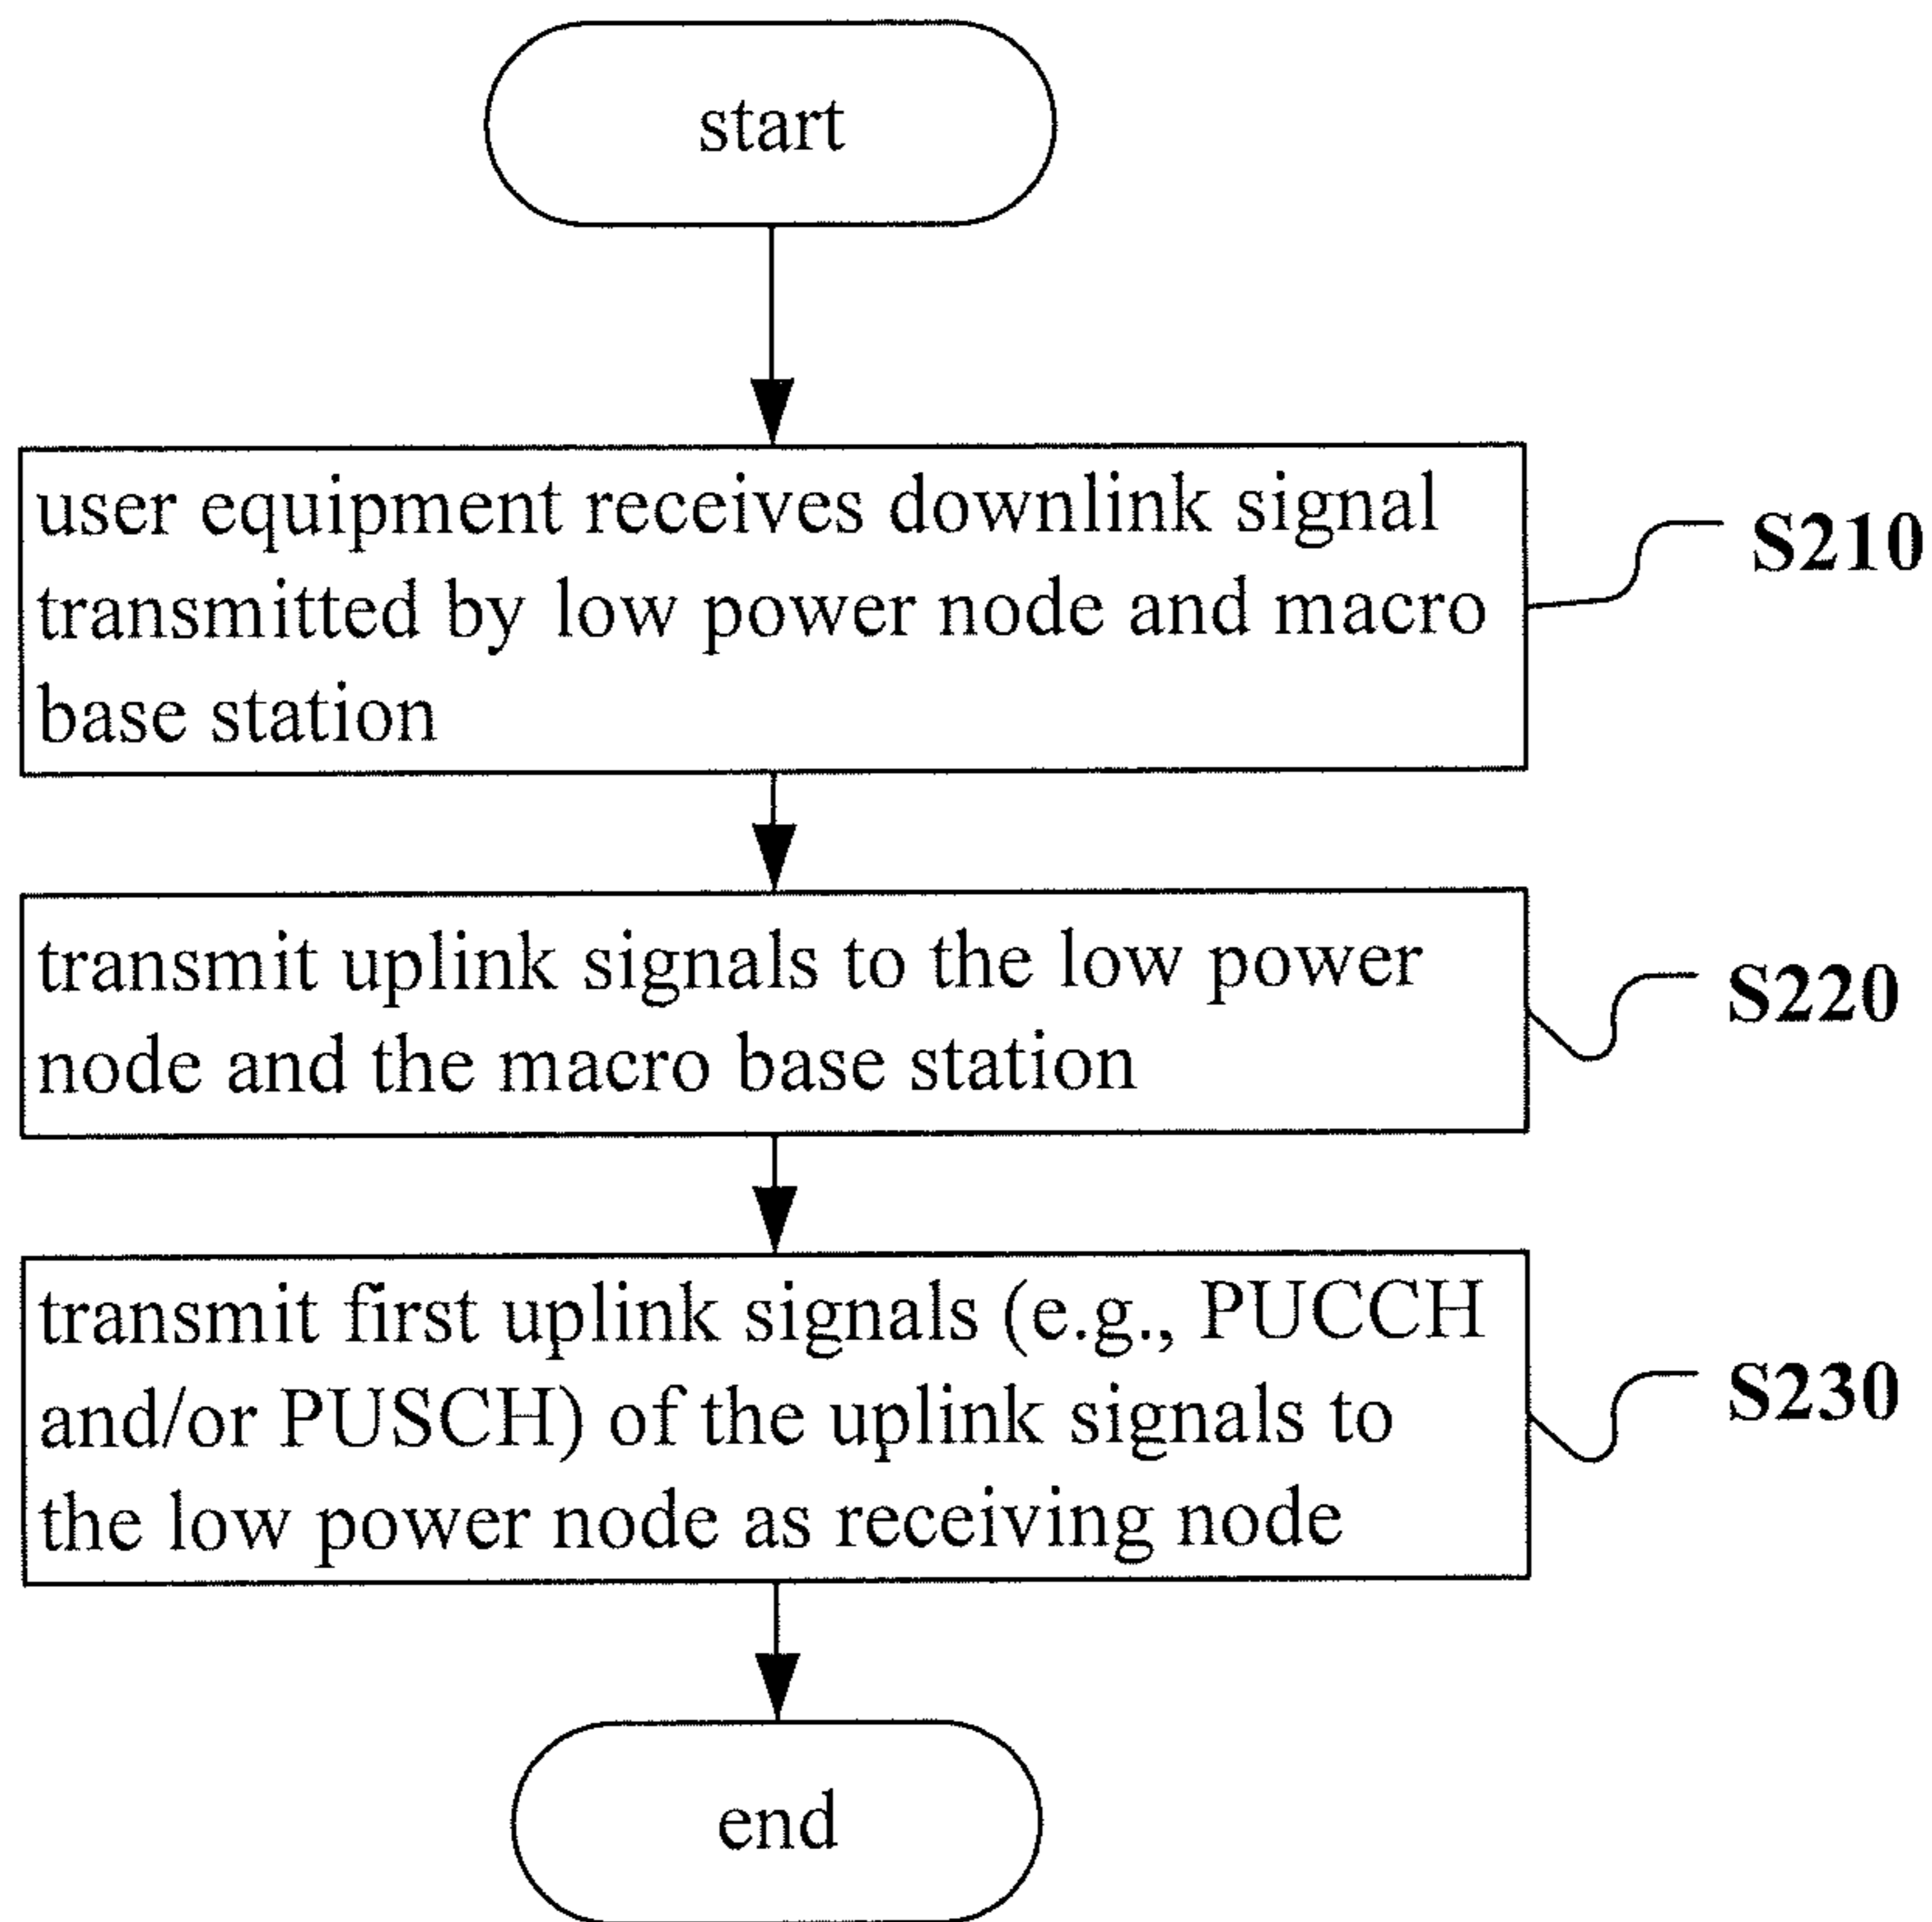 start
user equipment receives downlink signal
transmitted by low power node and macro
base station
S210
transmit uplink signals to the low power
node and the macro base station
S220
transmit first uplink signals (e.g., PUCCH
and/or PUSCH) of the uplink signals to
the low power node as receiving node
S230
end